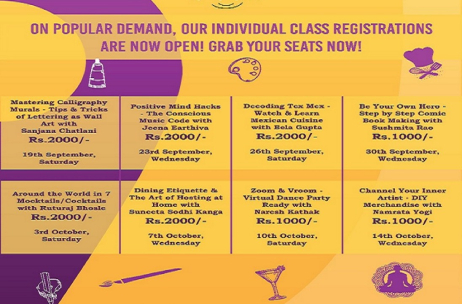 ON POPULAR DEMAND, OUR INDIVIDUAL CLASS REGISTRATIONS
ARE NOW OPEN! GRAB YOUR SEATS NOW!
Mastering Calligraphy
Murals - Tips & Tricks
of Lettering as Wall
Art with
Sanjana Chatlani
Rs.2000/-
19th September,
Saturday
Positive Mind Hacks
- The Conscious
Music Code with
Jeena Earthiva
Rs.2000/-
23rd September,
Wednesday
Decoding Tex Mex -
Watch & Learn
Mexican Cuisine
with Bela Gupta
Rs.2000/-
26th September,
Saturday
Be Your Own Hero -
Step by Step Comic
Book Making with
Sushmita Rao
Rs.1000/-
30th September,
Wednesday
Around the World in 7
Mocktails/Cocktails
with Ruturaj Bhosle
Rs.2000/-
3rd October,
Saturday
Dining Etiquette &
The Art of Hosting at
Home with
Suneeta Sodhi Kanga
Rs.2000/-
7th October,
Wednesday
Zoom & Vroom -
Virtual Dance Party
Ready with
Naresh Kathak
Rs.1000/-
10th October,
Saturday
Channel Your Inner
Artist - DIY
Merchandise with
Namrata Yogi
Rs.1000/-
14th October,
Wednesday